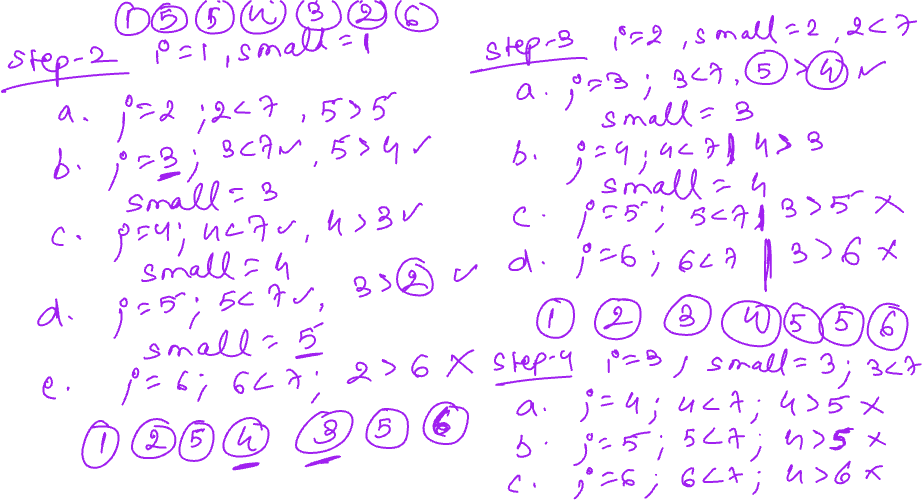 1 5 5 4 3 2 6
Step-2 i=1, small=1
a. j=2; 2<7, 5>5
b. j=3; 3<7✓, 5>4✓
small=3
c. j=4; 4<7✓, 4>3✓
small=4
d. j=5; 5<7✓, 3>2 ✓
small=5
e. j=6; 6<7; 2>6 ×
1 2 5 4 3 5 6
Step-3 i=2, small=2, 2<7
a. j=3; 3<7, 5>4 ✓
small=3
b. j=4; 4<7| 4>3
small=4
c. j=5; 5<7| 3>5 ×
d. j=6; 6<7 | 3>6 ×
1 2 3 4 5 5 6
Step-4 i=3, small=3; 3<7
a. j=4; 4<7; 4>5 ×
b. j=5; 5<7; 4>5 ×
c. j=6; 6<7; 4>6 ×